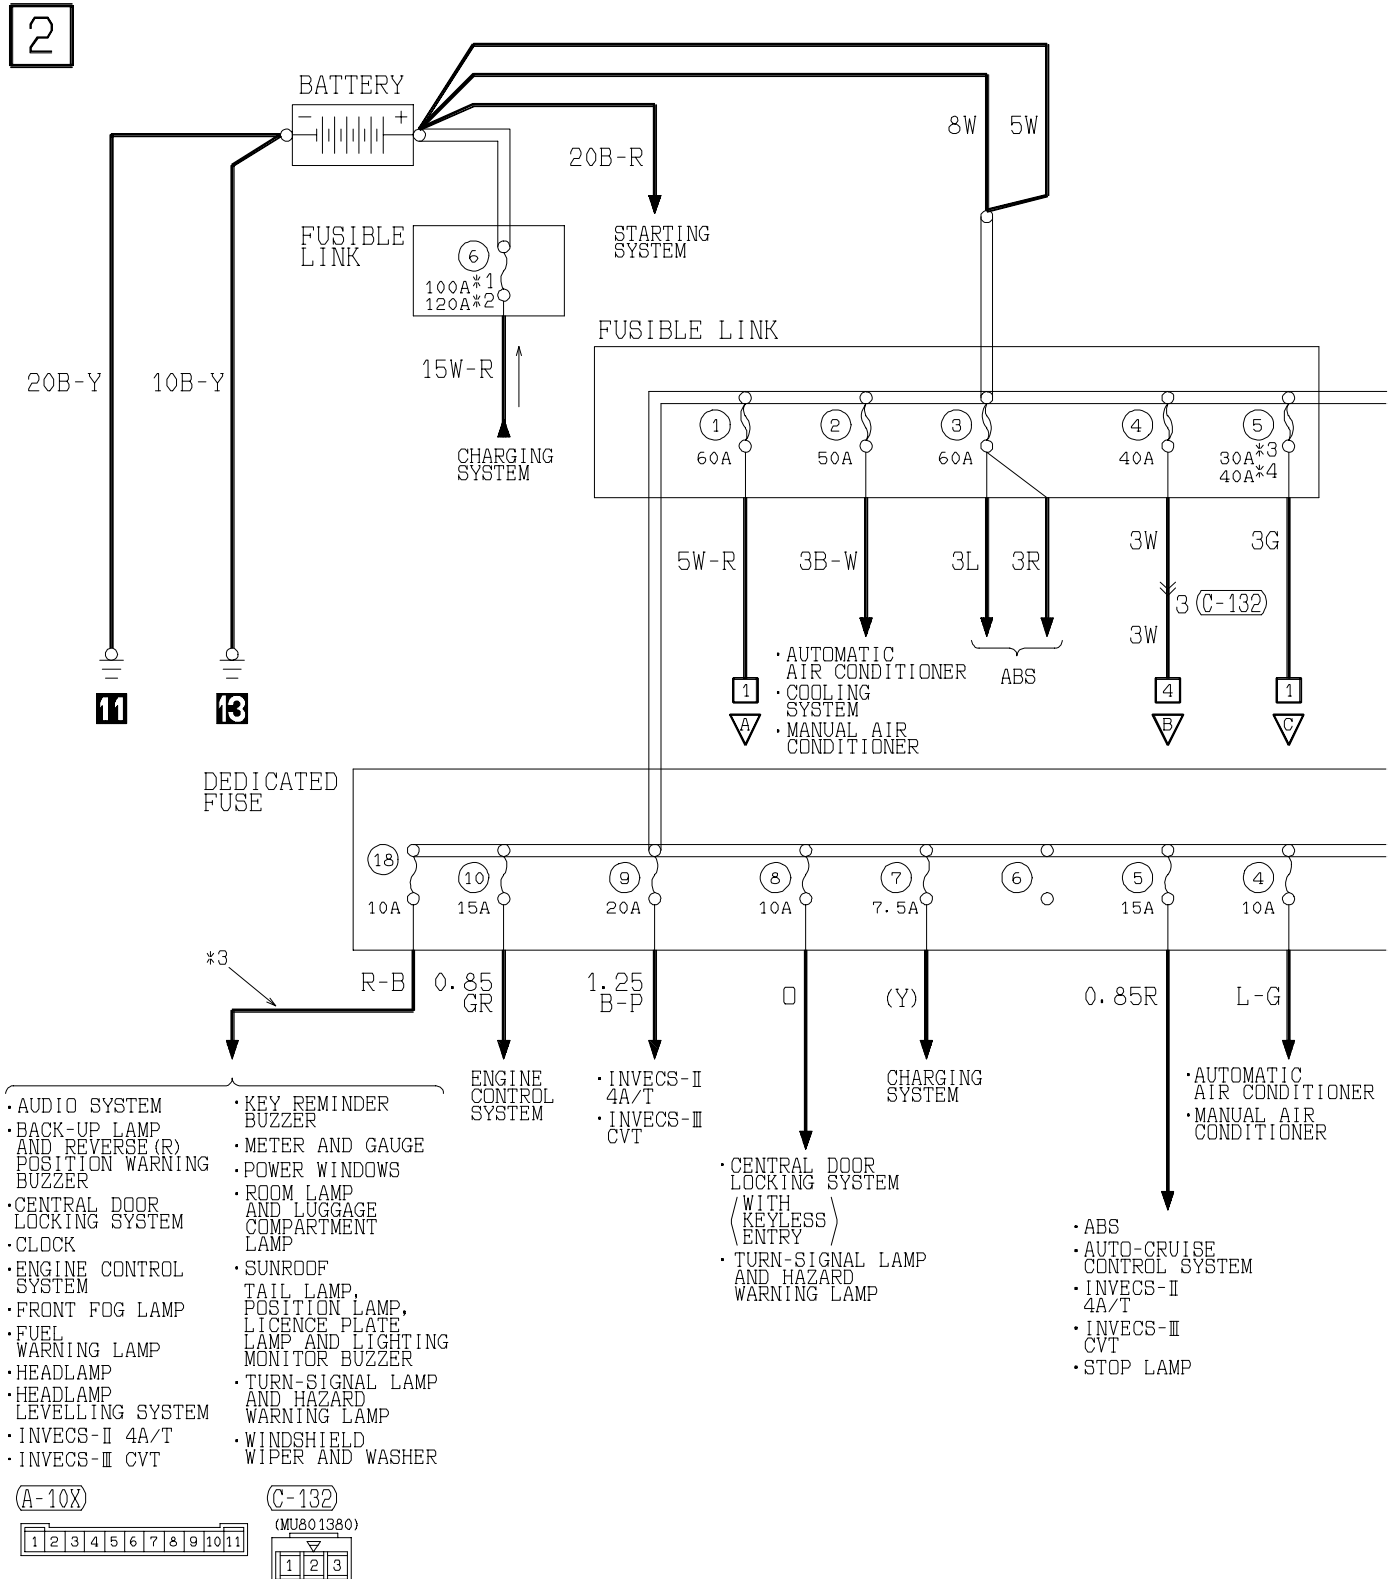 2
BATTERY
- +
8W 5W
20B-R
FUSIBLE
LINK
STARTING
SYSTEM
6
100A*1
120A*2
FUSIBLE LINK
20B-Y 10B-Y 15W-R
CHARGING
SYSTEM
1 2 3 4 5
60A 50A 60A 40A 30A*3
40A*4
5W-R 3B-W 3L 3R 3W 3G
3 (C-132)
3W
· AUTOMATIC
AIR CONDITIONER
· COOLING
SYSTEM
· MANUAL AIR
CONDITIONER
ABS
1 4 1
A B C
11 13
DEDICATED
FUSE
18 10 9 8 7 6 5 4
10A 15A 20A 10A 7.5A 15A 10A
*3
R-B 0.85
GR 1.25
B-P O (Y) 0.85R L-G
ENGINE
CONTROL
SYSTEM
· INVECS-Ⅱ
4A/T
· INVECS-Ⅲ
CVT
CHARGING
SYSTEM
· AUTOMATIC
AIR CONDITIONER
· MANUAL AIR
CONDITIONER
· CENTRAL DOOR
LOCKING SYSTEM
WITH
KEYLESS
ENTRY
· TURN-SIGNAL LAMP
AND HAZARD
WARNING LAMP
· ABS
· AUTO-CRUISE
CONTROL SYSTEM
· INVECS-Ⅱ
4A/T
· INVECS-Ⅲ
CVT
· STOP LAMP
· AUDIO SYSTEM
· BACK-UP LAMP
AND REVERSE(R)
POSITION WARNING
BUZZER
· CENTRAL DOOR
LOCKING SYSTEM
· CLOCK
· ENGINE CONTROL
SYSTEM
· FRONT FOG LAMP
· FUEL
WARNING LAMP
· HEADLAMP
· HEADLAMP
LEVELLING SYSTEM
· INVECS-Ⅱ 4A/T
· INVECS-Ⅲ CVT
· KEY REMINDER
BUZZER
· METER AND GAUGE
· POWER WINDOWS
· ROOM LAMP
AND LUGGAGE
COMPARTMENT
LAMP
· SUNROOF
TAIL LAMP,
POSITION LAMP,
LICENCE PLATE
LAMP AND LIGHTING
MONITOR BUZZER
· TURN-SIGNAL LAMP
AND HAZARD
WARNING LAMP
· WINDSHIELD
WIPER AND WASHER
(A-10X)
1 2 3 4 5 6 7 8 9 10 11
(C-132)
(MU801380)
1 2 3